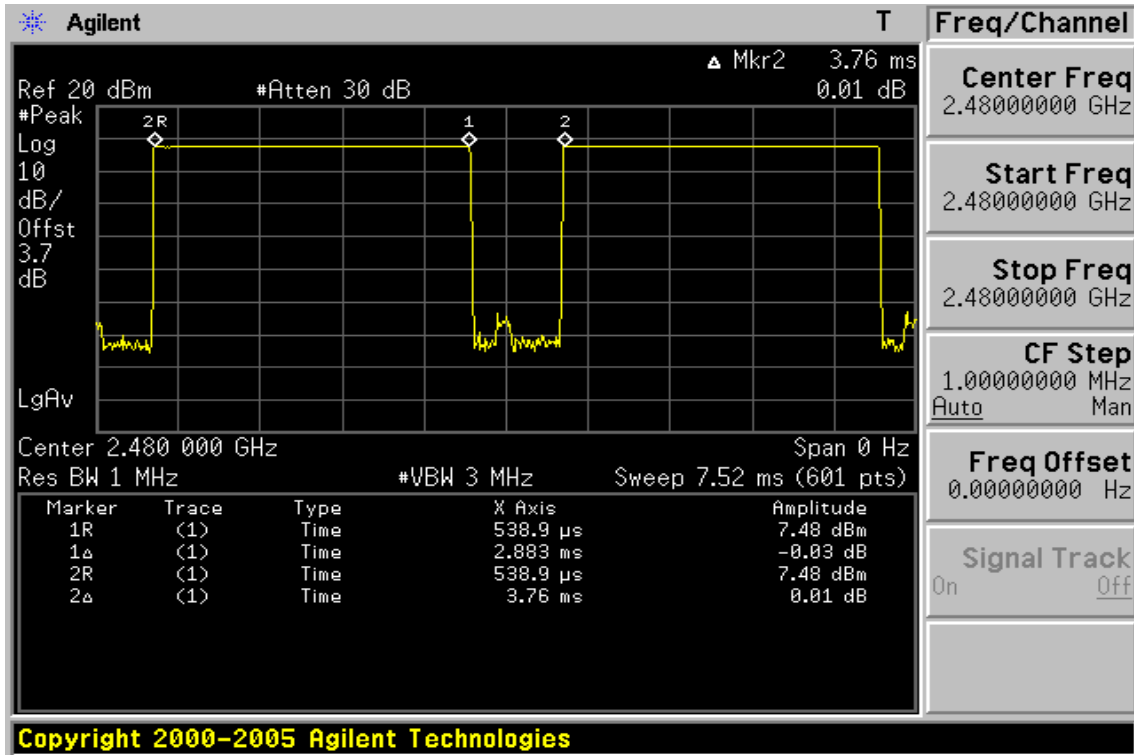 Agilent T Freq/Channel
Δ Mkr2 3.76 ms
Ref 20 dBm #Atten 30 dB 0.01 dB
#Peak
Log
10
dB/
Offst
3.7
dB
LgAv
2R 1 2
Center 2.480 000 GHz Span 0 Hz
Res BW 1 MHz #VBW 3 MHz Sweep 7.52 ms (601 pts)
Marker Trace Type X Axis Amplitude
1R (1) Time 538.9 µs 7.48 dBm
1Δ (1) Time 2.883 ms -0.03 dB
2R (1) Time 538.9 µs 7.48 dBm
2Δ (1) Time 3.76 ms 0.01 dB
Center Freq
2.48000000 GHz
Start Freq
2.48000000 GHz
Stop Freq
2.48000000 GHz
CF Step
1.00000000 MHz
Auto Man
Freq Offset
0.00000000 Hz
Signal Track
On Off
Copyright 2000-2005 Agilent Technologies